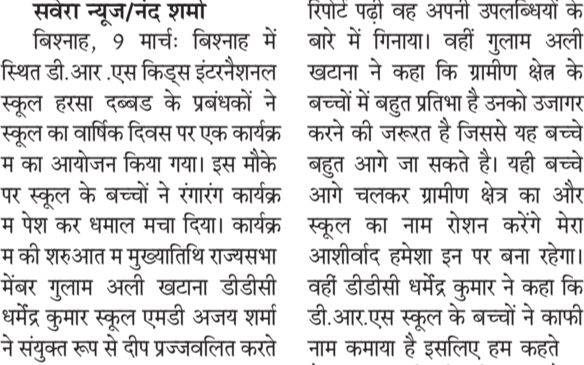 सवेरा न्यूज/नंद शर्मा
बिश्नाह, 9 मार्चः बिश्नाह में
स्थित डी.आर .एस किड्स इंटरनैशनल
स्कूल हरसा दब्बड के प्रबंधकों ने
स्कूल का वार्षिक दिवस पर एक कार्यक्र
म का आयोजन किया गया। इस मौके
पर स्कूल के बच्चों ने रंगारंग कार्यक्र
म पेश कर धमाल मचा दिया। कार्यक्र
म की शरुआत म मुख्यातिथि राज्यसभा
मेंबर गुलाम अली खटाना डीडीसी
धर्मेंद्र कुमार स्कूल एमडी अजय शर्मा
ने संयुक्त रूप से दीप प्रज्जवलित करते
रिपोर्ट पढ़ी वह अपनी उपलब्धियों के
बारे में गिनाया। वहीं गुलाम अली
खटाना ने कहा कि ग्रामीण क्षेत्र के
बच्चों में बहुत प्रतिभा है उनको उजागर
करने की जरूरत है जिससे यह बच्चे
बहुत आगे जा सकते है। यही बच्चे
आगे चलकर ग्रामीण क्षेत्र का और
स्कूल का नाम रोशन करेंगे मेरा
आशीर्वाद हमेशा इन पर बना रहेगा।
वहीं डीडीसी धर्मेंद्र कुमार ने कहा कि
डी.आर.एस स्कूल के बच्चों ने काफी
नाम कमाया है इसलिए हम कहते